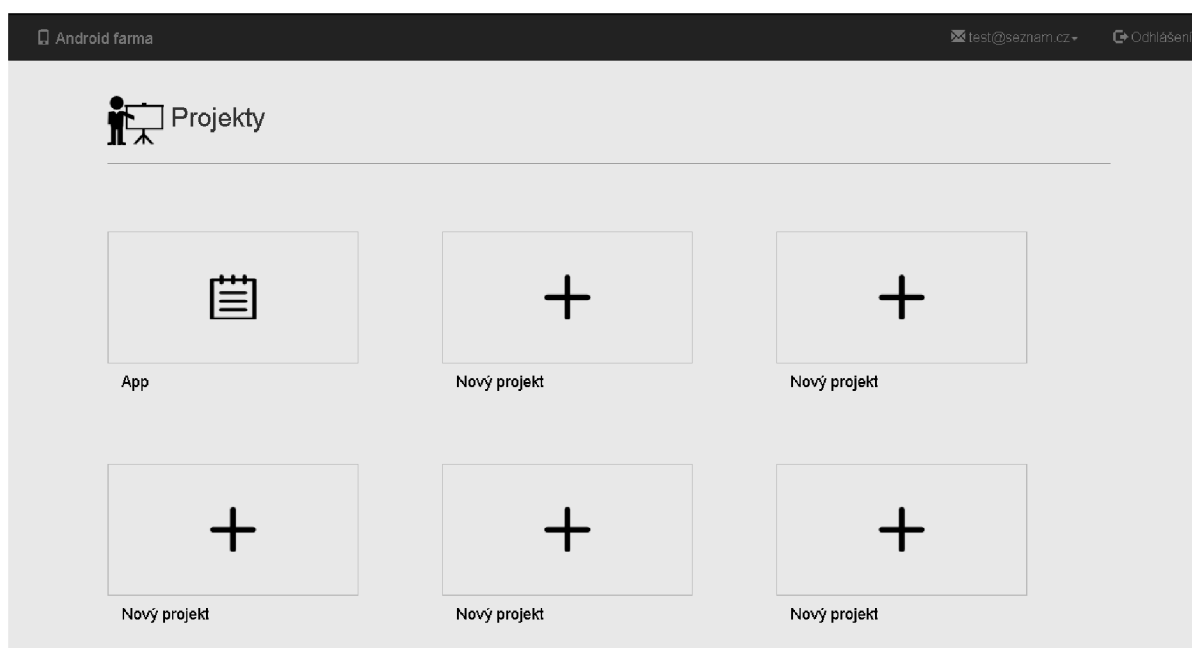 Android farma test@seznam.cz Odhlášení
Projekty
App Nový projekt Nový projekt
Nový projekt Nový projekt Nový projekt